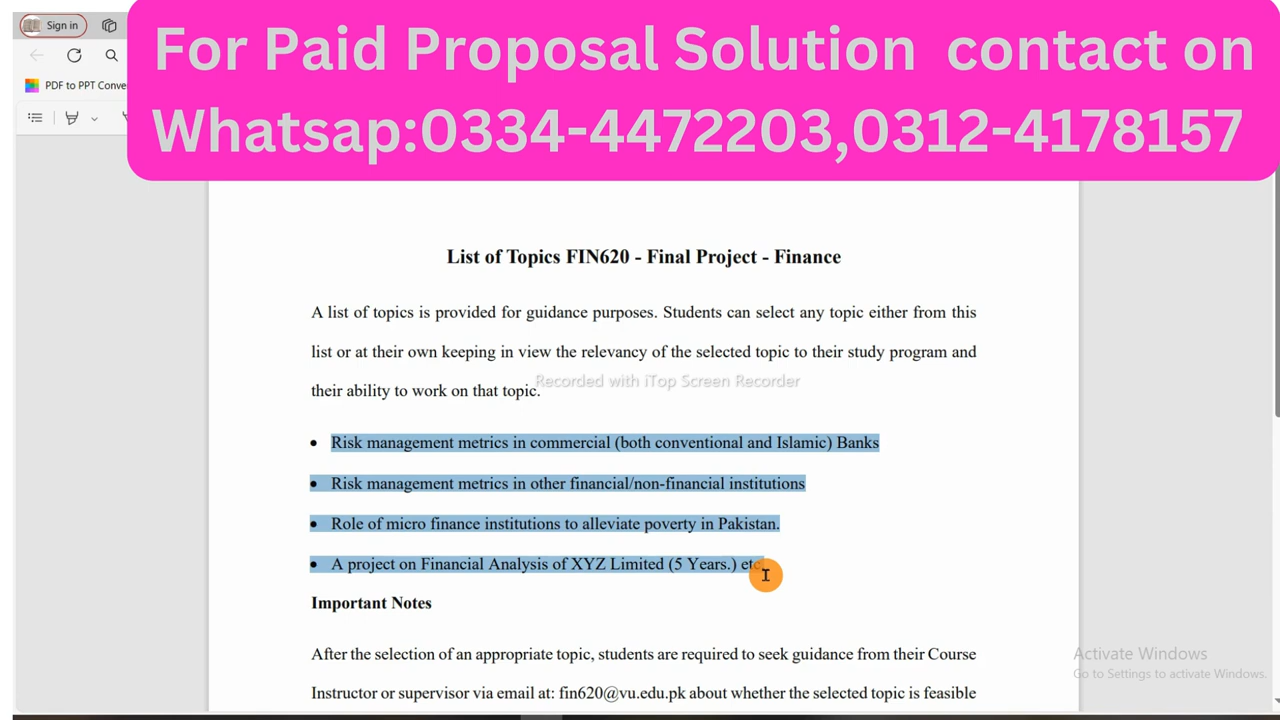 Sign in
For Paid Proposal Solution contact on
Whatsap:0334-4472203,0312-4178157
PDF to PPT Conve
List of Topics FIN620 - Final Project - Finance
A list of topics is provided for guidance purposes. Students can select any topic either from this
list or at their own keeping in view the relevancy of the selected topic to their study program and
their ability to work on that topic.
Recorded with iTop Screen Recorder
• Risk management metrics in commercial (both conventional and Islamic) Banks
• Risk management metrics in other financial/non-financial institutions
• Role of micro finance institutions to alleviate poverty in Pakistan.
• A project on Financial Analysis of XYZ Limited (5 Years.) etc
Important Notes
After the selection of an appropriate topic, students are required to seek guidance from their Course
Instructor or supervisor via email at: fin620@vu.edu.pk about whether the selected topic is feasible
Activate Windows
Go to Settings to activate Windows.